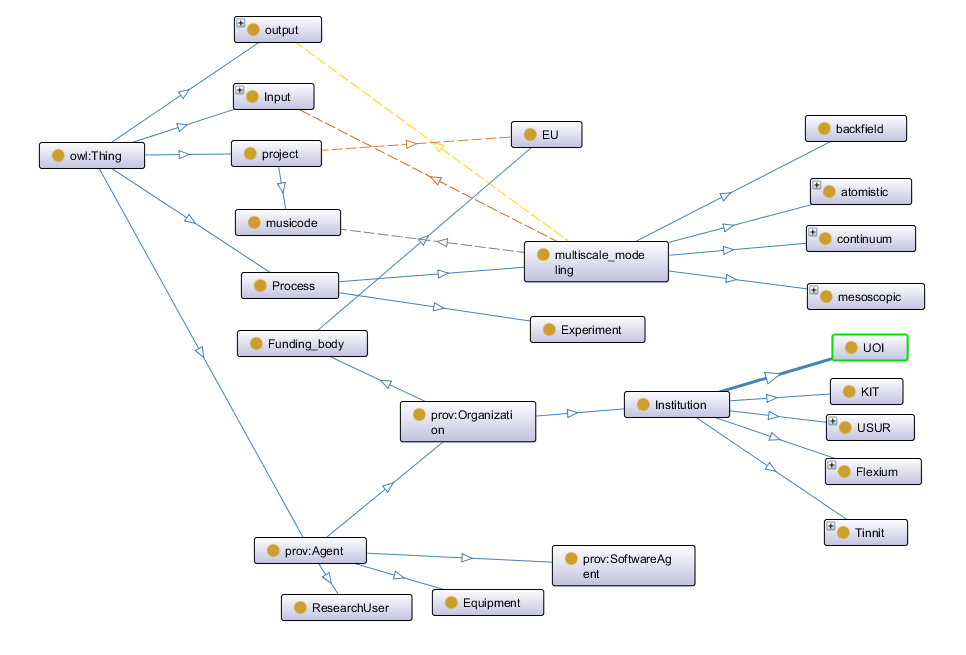 output
Input
EU
backfield
owl:Thing
project
atomistic
musicode
continuum
multiscale_mode
ling
Process
mesoscopic
Experiment
Funding_body
UOI
KIT
Institution
prov:Organizati
on
USUR
Flexium
Tinnit
prov:Agent
prov:SoftwareAg
ent
ResearchUser
Equipment